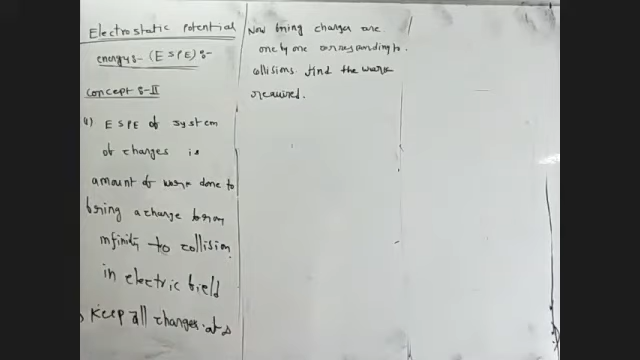 Electrostatic Potential
energy:- (ESPE):-
Concept:-II
1) ESPE of system
of charges is
amount of work done to
bring a charge from
infinity to collision
in electric field
Keep all charges at ∞
Now bring charges are
one by one corresponding to
collisions. find the work
required.